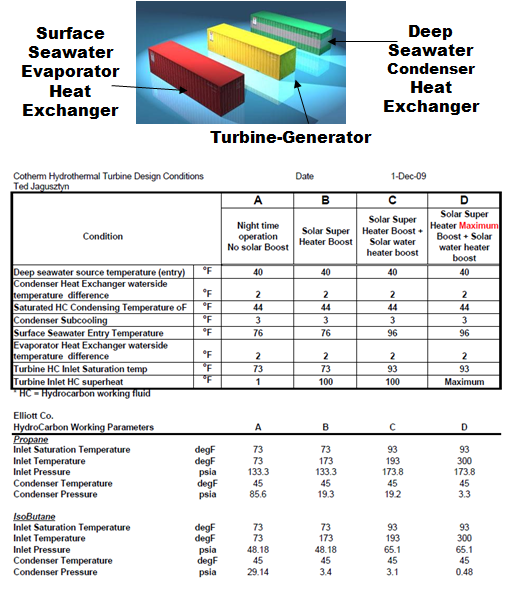 Surface
Seawater
Evaporator
Heat
Exchanger
Deep
Seawater
Condenser
Heat
Exchanger
Turbine-Generator
Cotherm Hydrothermal Turbine Design Conditions Date 1-Dec-09
Ted Jagusztyn
A B C D
Condition
Night time operation No solar Boost
Solar Super Heater Boost
Solar Super Heater Boost + Solar water heater boost
Solar Super Heater Maximum Boost + Solar water heater boost
Deep seawater source temperature (entry) °F 40 40 40 40
Condenser Heat Exchanger waterside
temperature difference °F 2 2 2 2
Saturated HC Condensing Temperature oF °F 44 44 44 44
Condenser Subcooling °F 3 3 3 3
Surface Seawater Entry Temperature °F 76 76 96 96
Evaporator Heat Exchanger waterside
temperature difference °F 2 2 2 2
Turbine HC Inlet Saturation temp °F 73 73 93 93
Turbine Inlet HC superheat °F 1 100 100 Maximum
* HC = Hydrocarbon working fluid
Elliott Co.
HydroCarbon Working Parameters A B C D
Propane
Inlet Saturation Temperature degF 73 73 93 93
Inlet Temperature degF 73 173 193 300
Inlet Pressure psia 133.3 133.3 173.8 173.8
Condenser Temperature degF 45 45 45 45
Condenser Pressure psia 85.6 19.3 19.2 3.3
IsoButane
Inlet Saturation Temperature degF 73 73 93 93
Inlet Temperature degF 73 173 193 300
Inlet Pressure psia 48.18 48.18 65.1 65.1
Condenser Temperature degF 45 45 45 45
Condenser Pressure psia 29.14 3.4 3.1 0.48